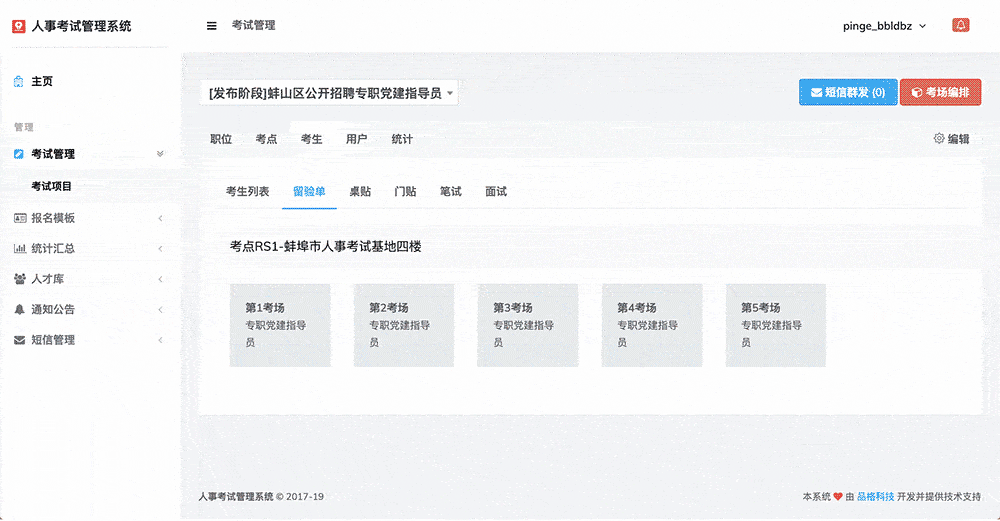 人事考试管理系统
考试管理
pinge_bbldbz
主页
管理
考试管理
考试项目
报名模板
统计汇总
人才库
通知公告
短信管理
[发布阶段]蚌山区公开招聘专职党建指导员
短信群发 (0)
考场编排
职位 考点 考生 用户 统计
编辑
考生列表 留验单 桌贴 门贴 笔试 面试
考点RS1-蚌埠市人事考试基地四楼
第1考场
专职党建指导
员
第2考场
专职党建指导
员
第3考场
专职党建指导
员
第4考场
专职党建指导
员
第5考场
专职党建指导
员
人事考试管理系统 © 2017-19
本系统 ❤ 由 品格科技 开发并提供技术支持